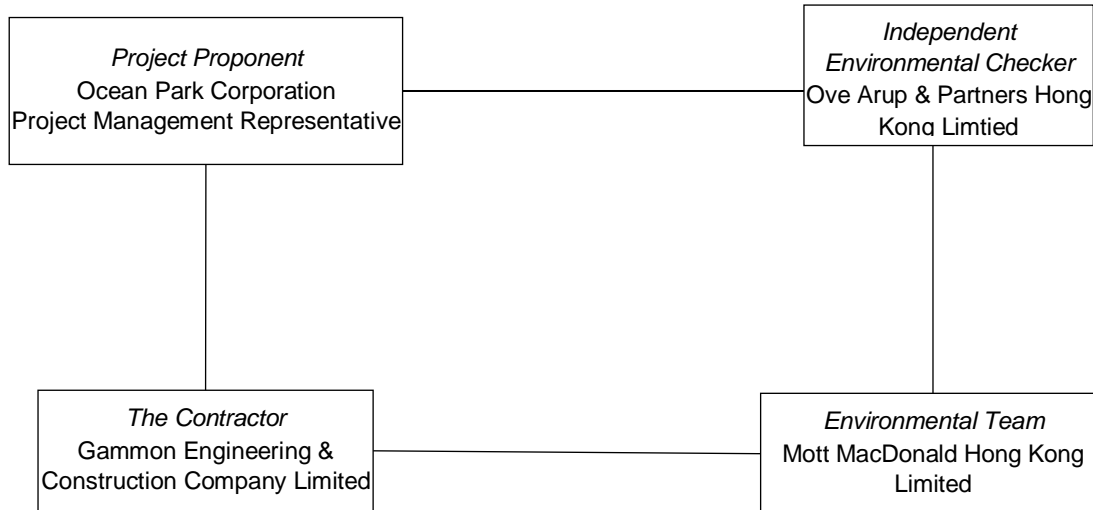 Project Proponent
Ocean Park Corporation
Project Management Representative
Independent
Environmental Checker
Ove Arup & Partners Hong
Kong Limtied
The Contractor
Gammon Engineering &
Construction Company Limited
Environmental Team
Mott MacDonald Hong Kong
Limited